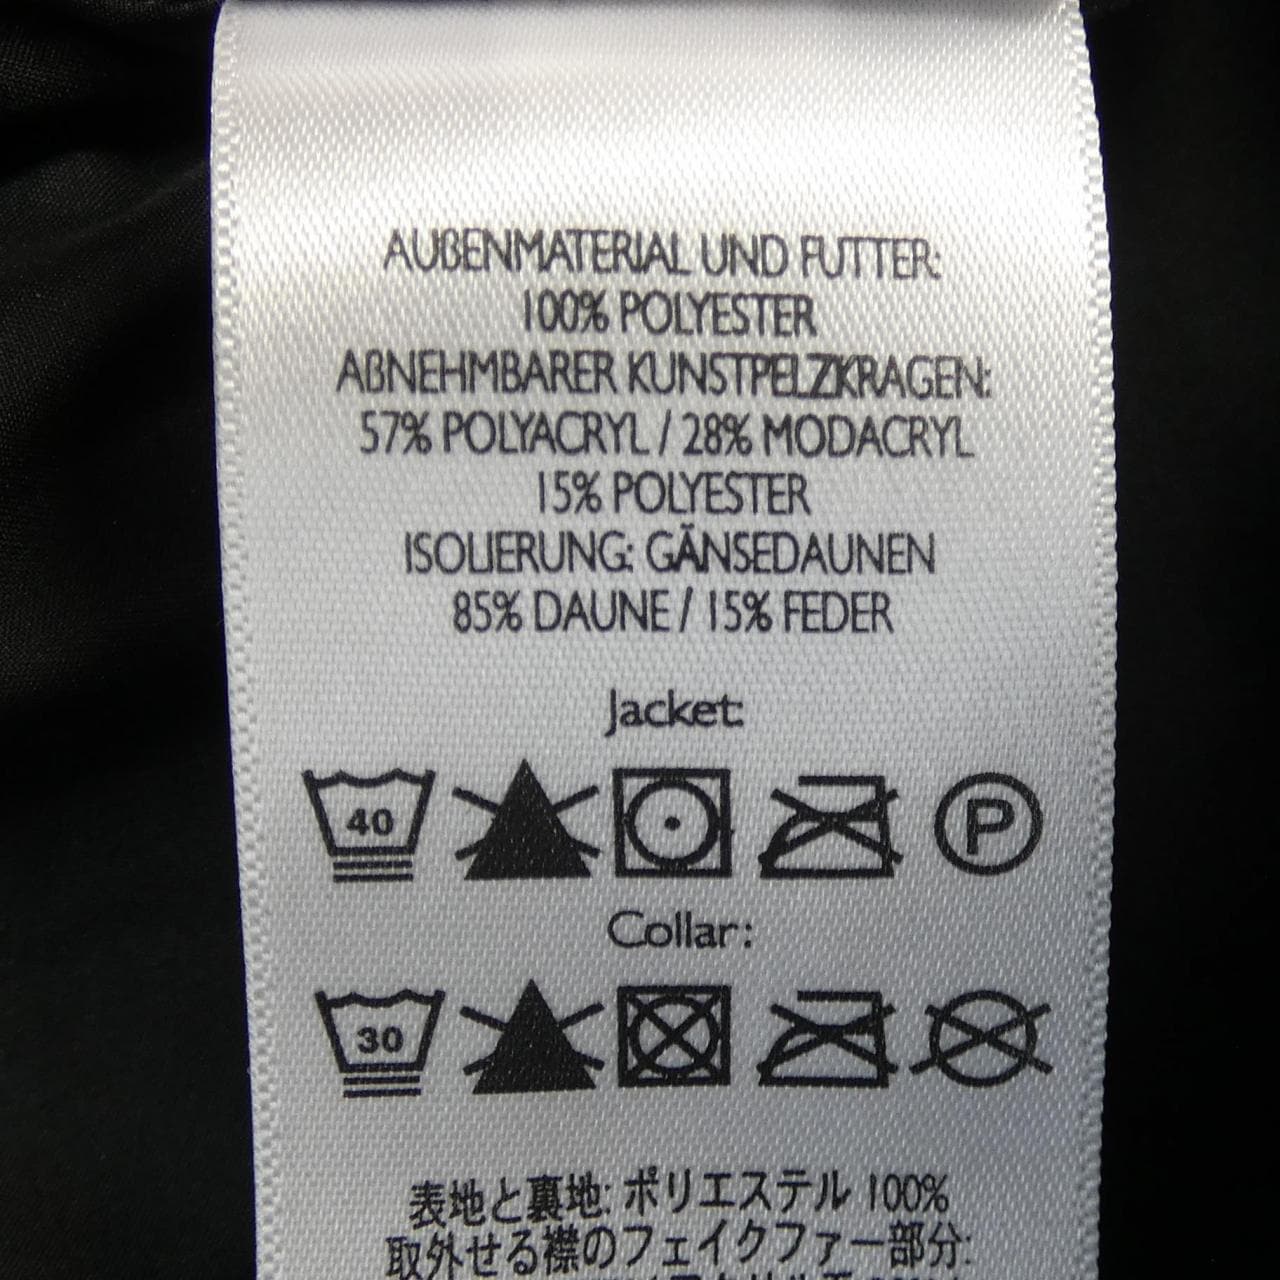 AUßENMATERIAL UND FUTTER:
100% POLYESTER
ABNEHMBARER KUNSTPELZKRAGEN:
57% POLYACRYL / 28% MODACRYL
15% POLYESTER
ISOLIERUNG: GÄNSEDAUNEN
85% DAUNE / 15% FEDER
Jacket:
40 P
Collar:
30
表地と裏地: ポリエステル 100%
取外せる襟のフェイクファー部分: